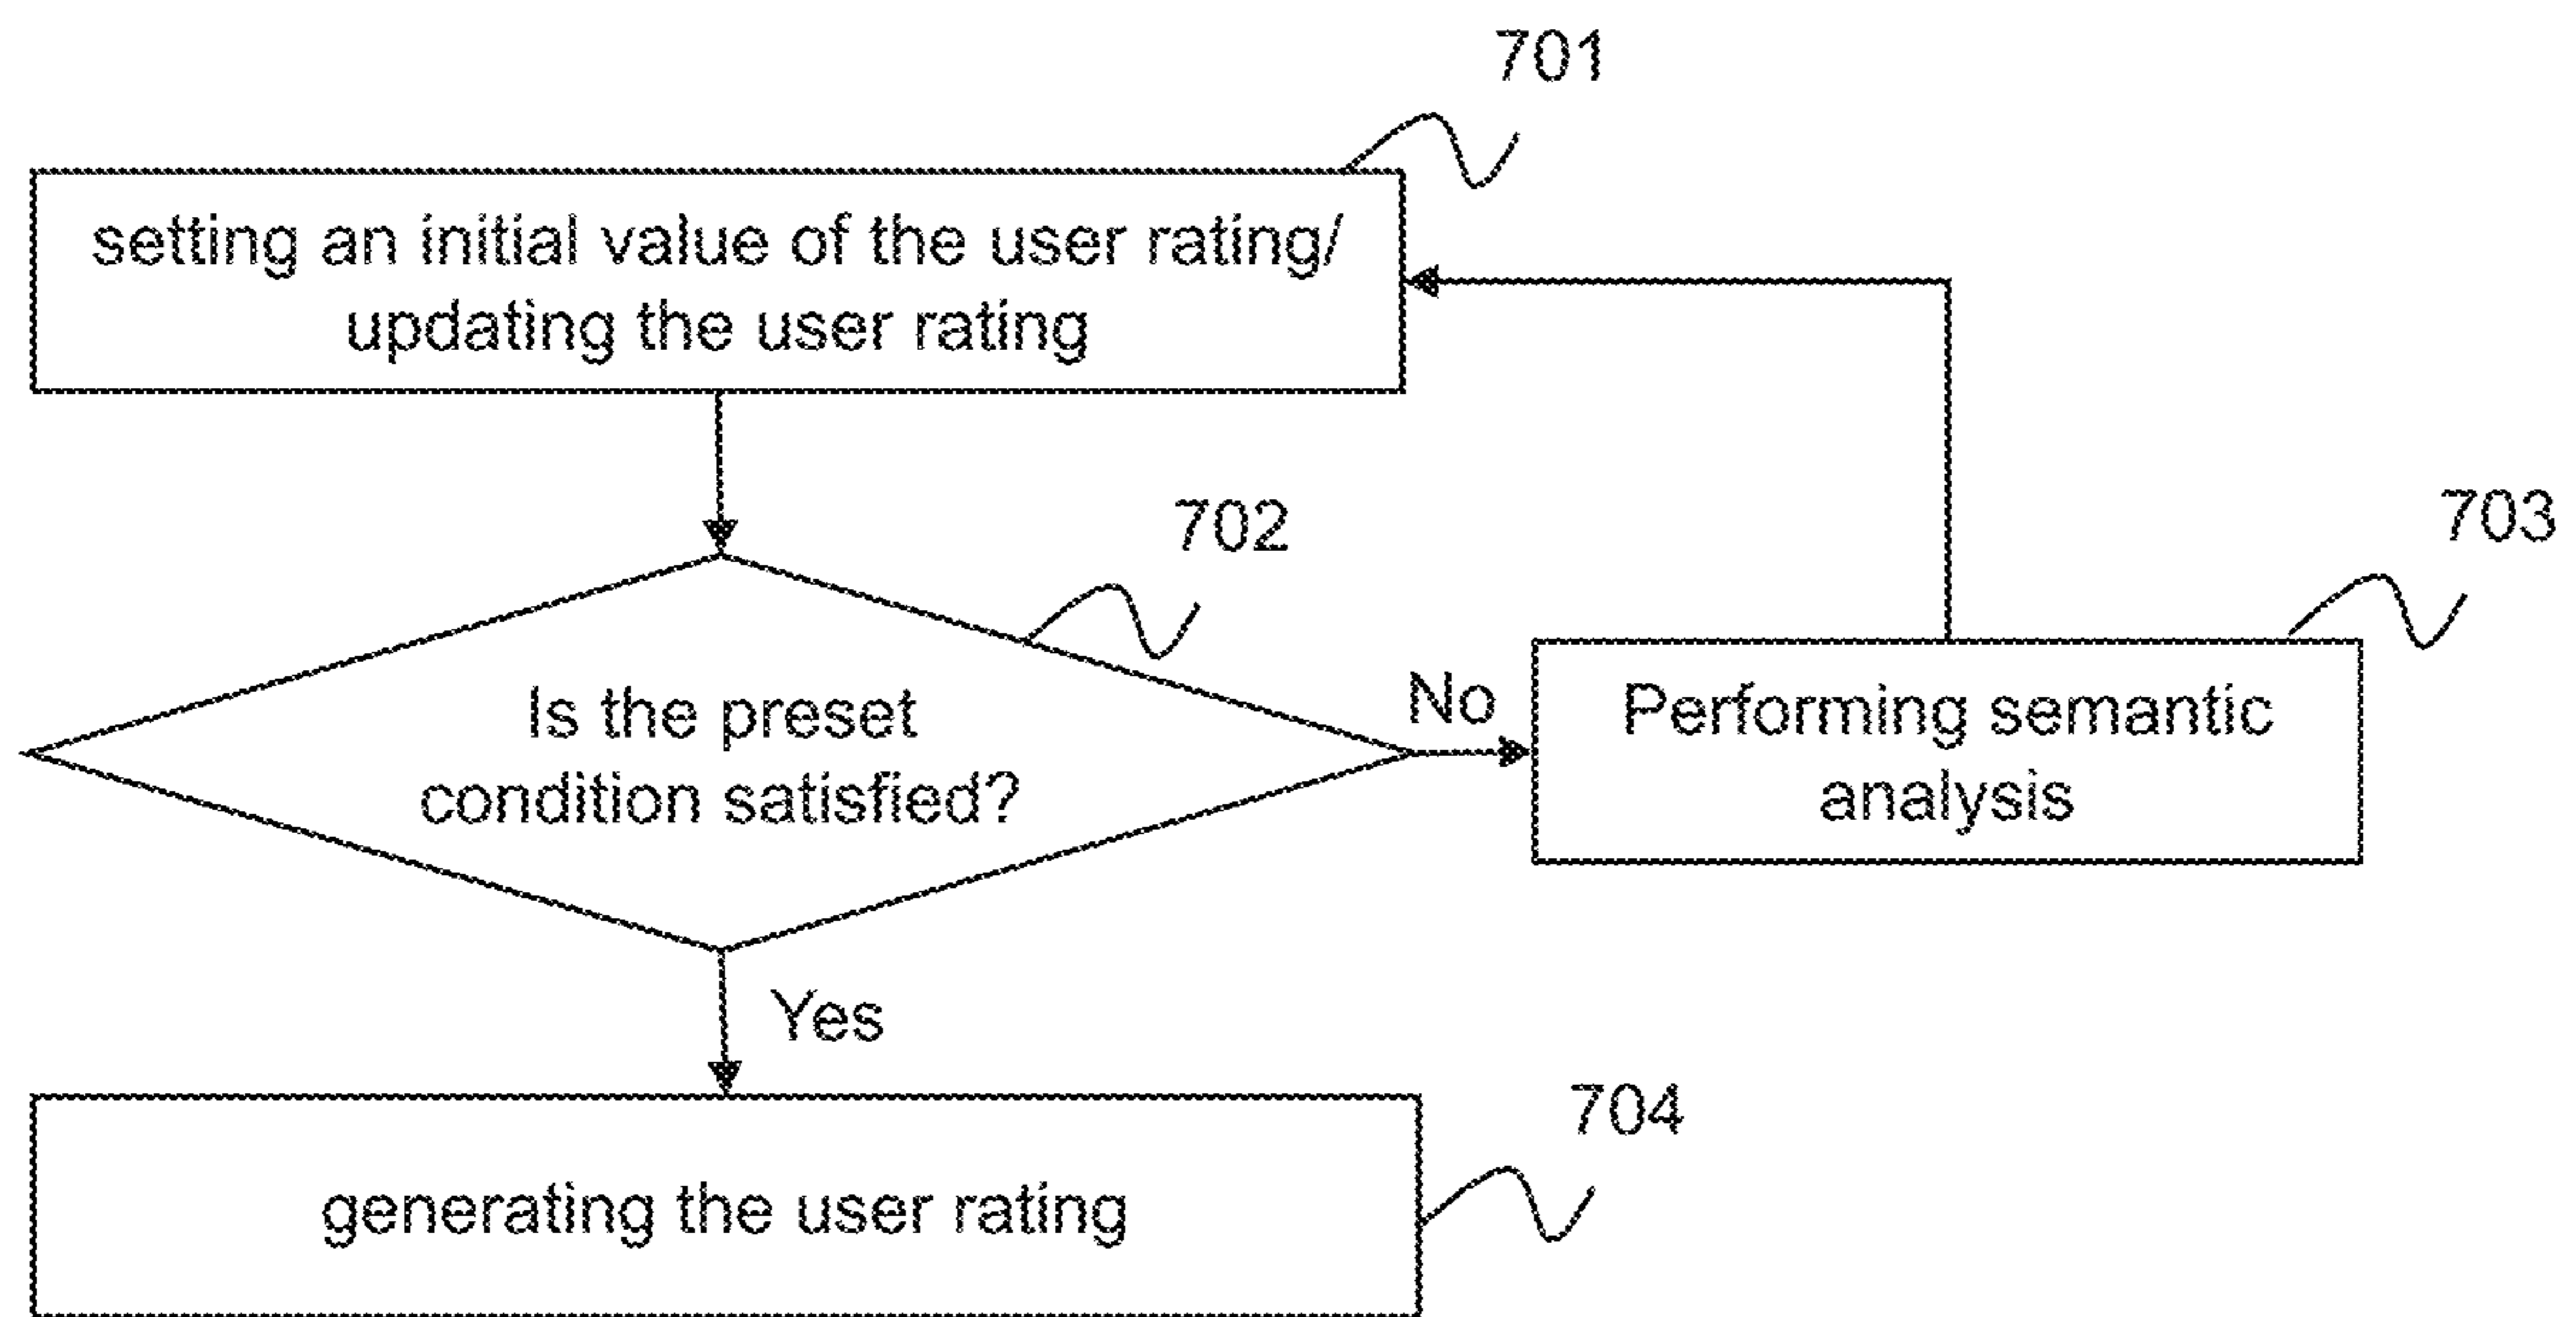 701
setting an initial value of the user rating/
updating the user rating
702
703
Is the preset
condition satisfied?
No
Performing semantic
analysis
Yes
704
generating the user rating